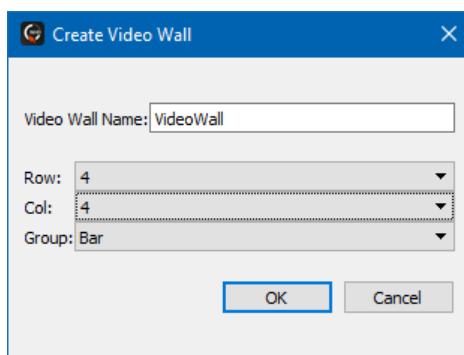 Create Video Wall
Video Wall Name: VideoWall
Row: 4
Col: 4
Group: Bar
OK Cancel